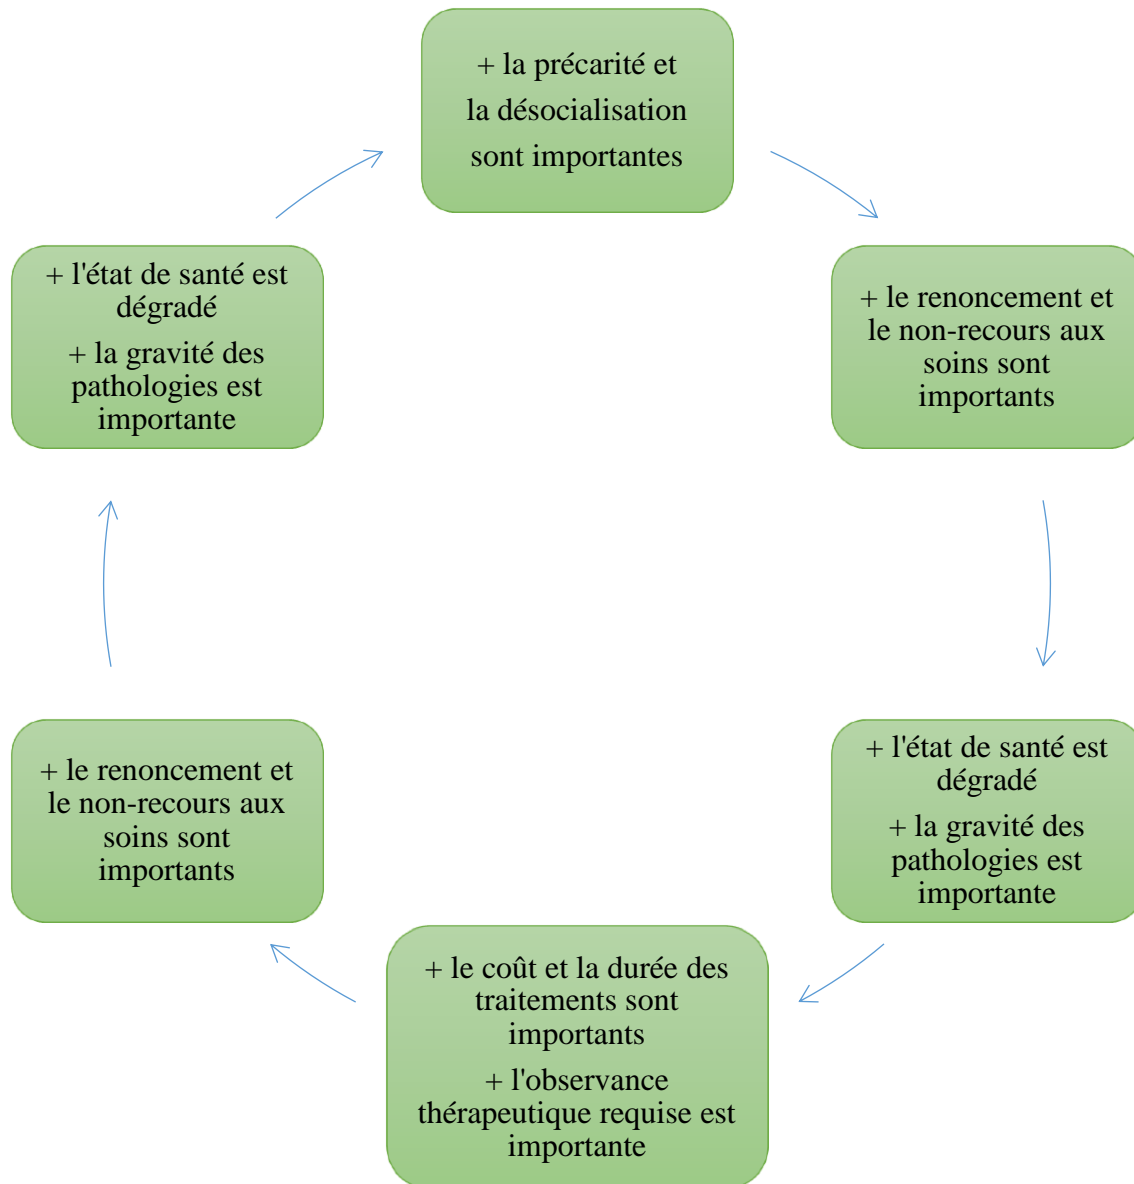 + la précarité et
la désocialisation
sont importantes
+ le renoncement et
le non-recours aux
soins sont
importants
+ l'état de santé est
dégradé
+ la gravité des
pathologies est
importante
+ le coût et la durée des
traitements sont
importants
+ l'observance
thérapeutique requise est
importante
+ le renoncement et
le non-recours aux
soins sont
importants
+ l'état de santé est
dégradé
+ la gravité des
pathologies est
importante